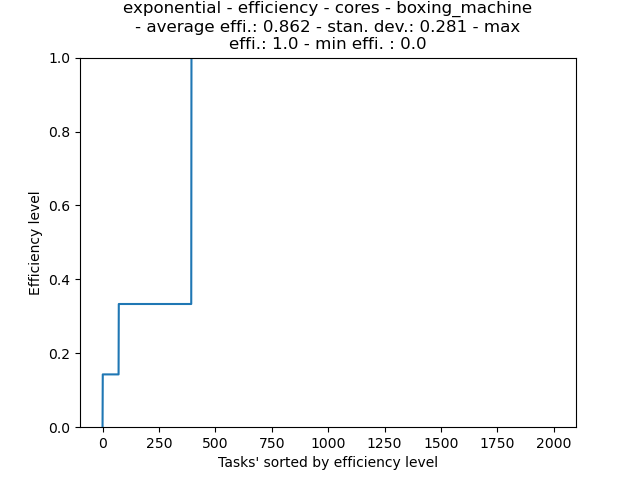 exponential - efficiency - cores - boxing_machine
- average effi.: 0.862 - stan. dev.: 0.281 - max
effi.: 1.0 - min effi. : 0.0
1.0
0.8
0.6
0.4
0.2
0.0
Efficiency level
0 250 500 750 1000 1250 1500 1750 2000
Tasks' sorted by efficiency level